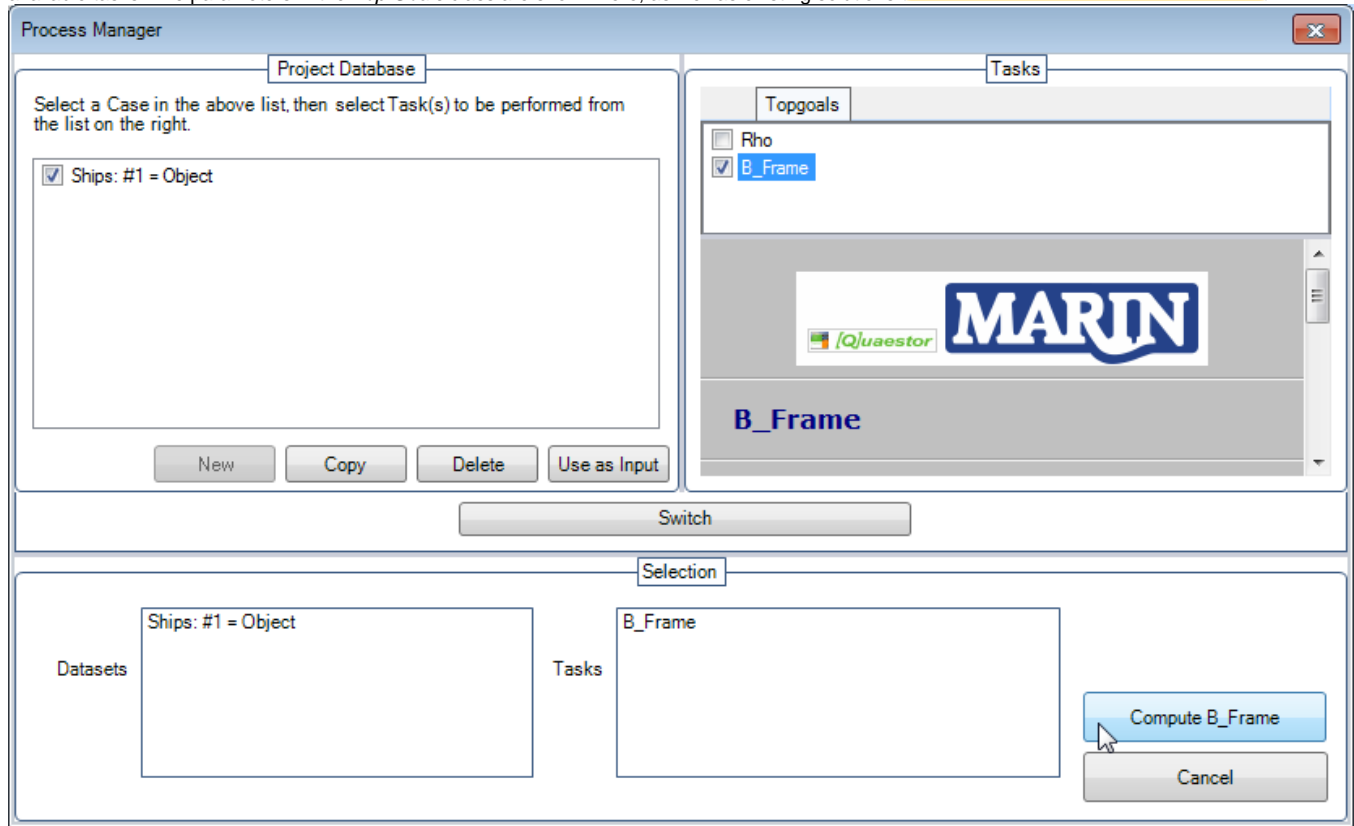 Process Manager
Project Database
Select a Case in the above list, then select Task(s) to be performed from
the list on the right.
Ships: #1 = Object
New
Copy
Delete
Use as Input
Tasks
Topgoals
Rho
B_Frame
[Q]uaestor
MARIN
B_Frame
Switch
Selection
Datasets
Ships: #1 = Object
Tasks
B_Frame
Compute B_Frame
Cancel